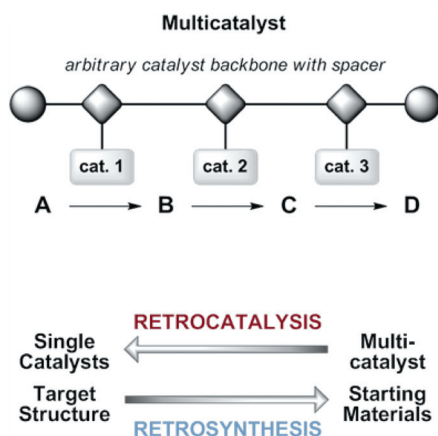 Multicatalyst
arbitrary catalyst backbone with spacer
cat. 1 cat. 2 cat. 3
A B C D
RETROCATALYSIS
Single Multi-
Catalysts catalyst
Target Starting
Structure Materials
RETROSYNTHESIS